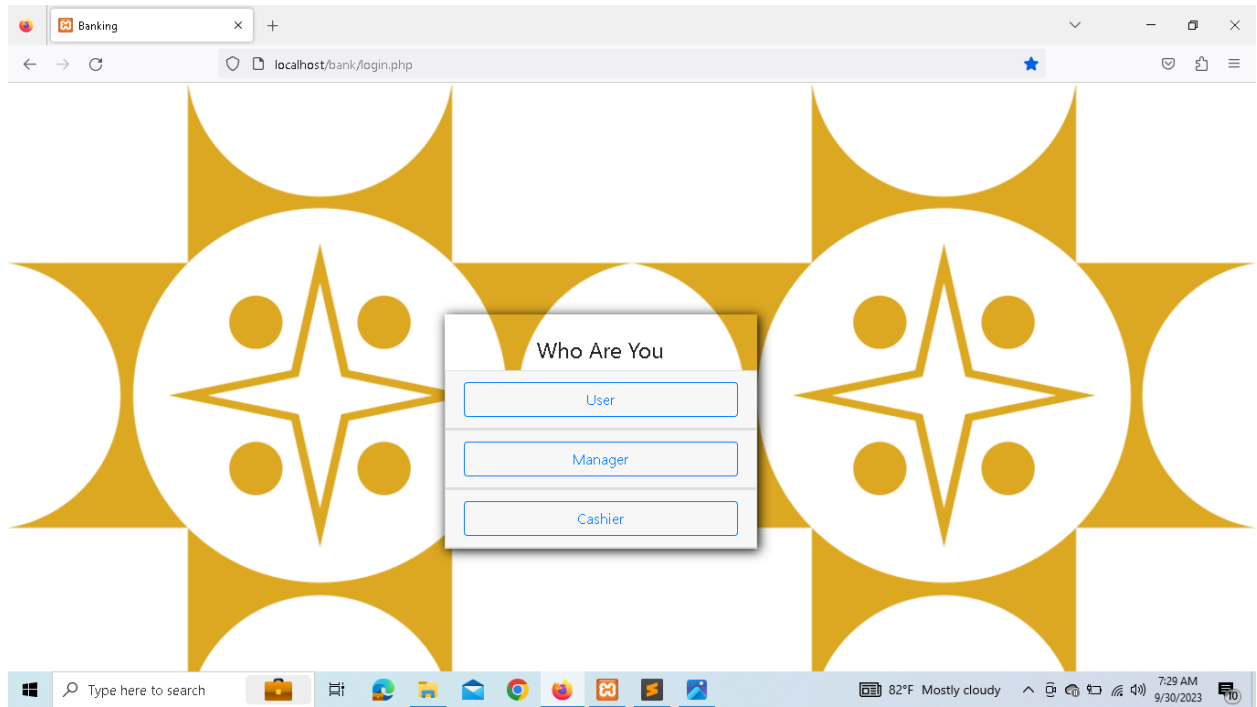 Banking
localhost/bank/login.php
Who Are You
User
Manager
Cashier
Type here to search
82°F Mostly cloudy
7:29 AM
9/30/2023
10